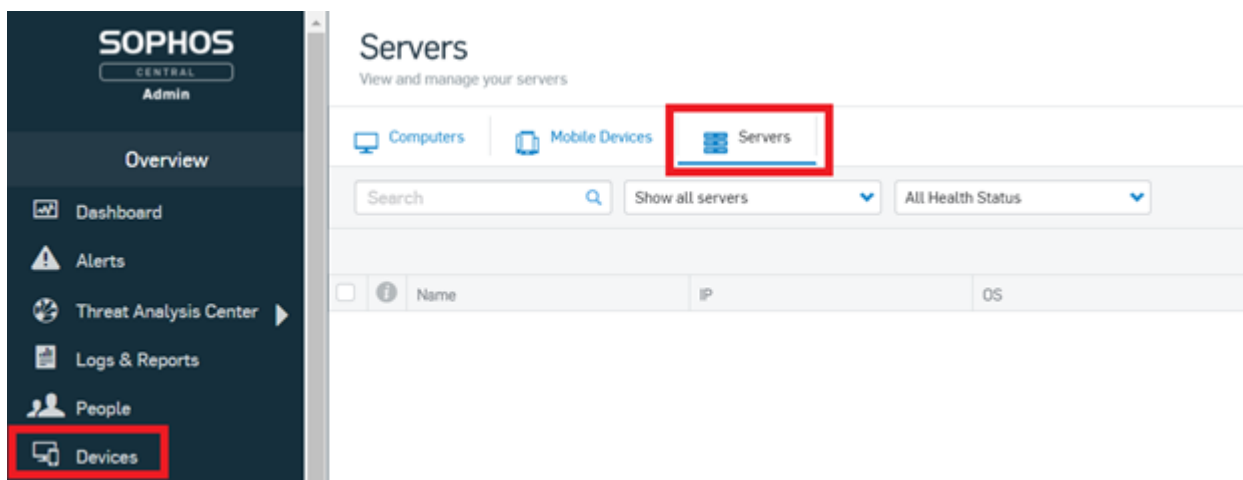 SOPHOS
CENTRAL
Admin
Overview
Dashboard
Alerts
Threat Analysis Center
Logs & Reports
People
Devices
Servers
View and manage your servers
Computers Mobile Devices Servers
Search Show all servers All Health Status
Name IP OS